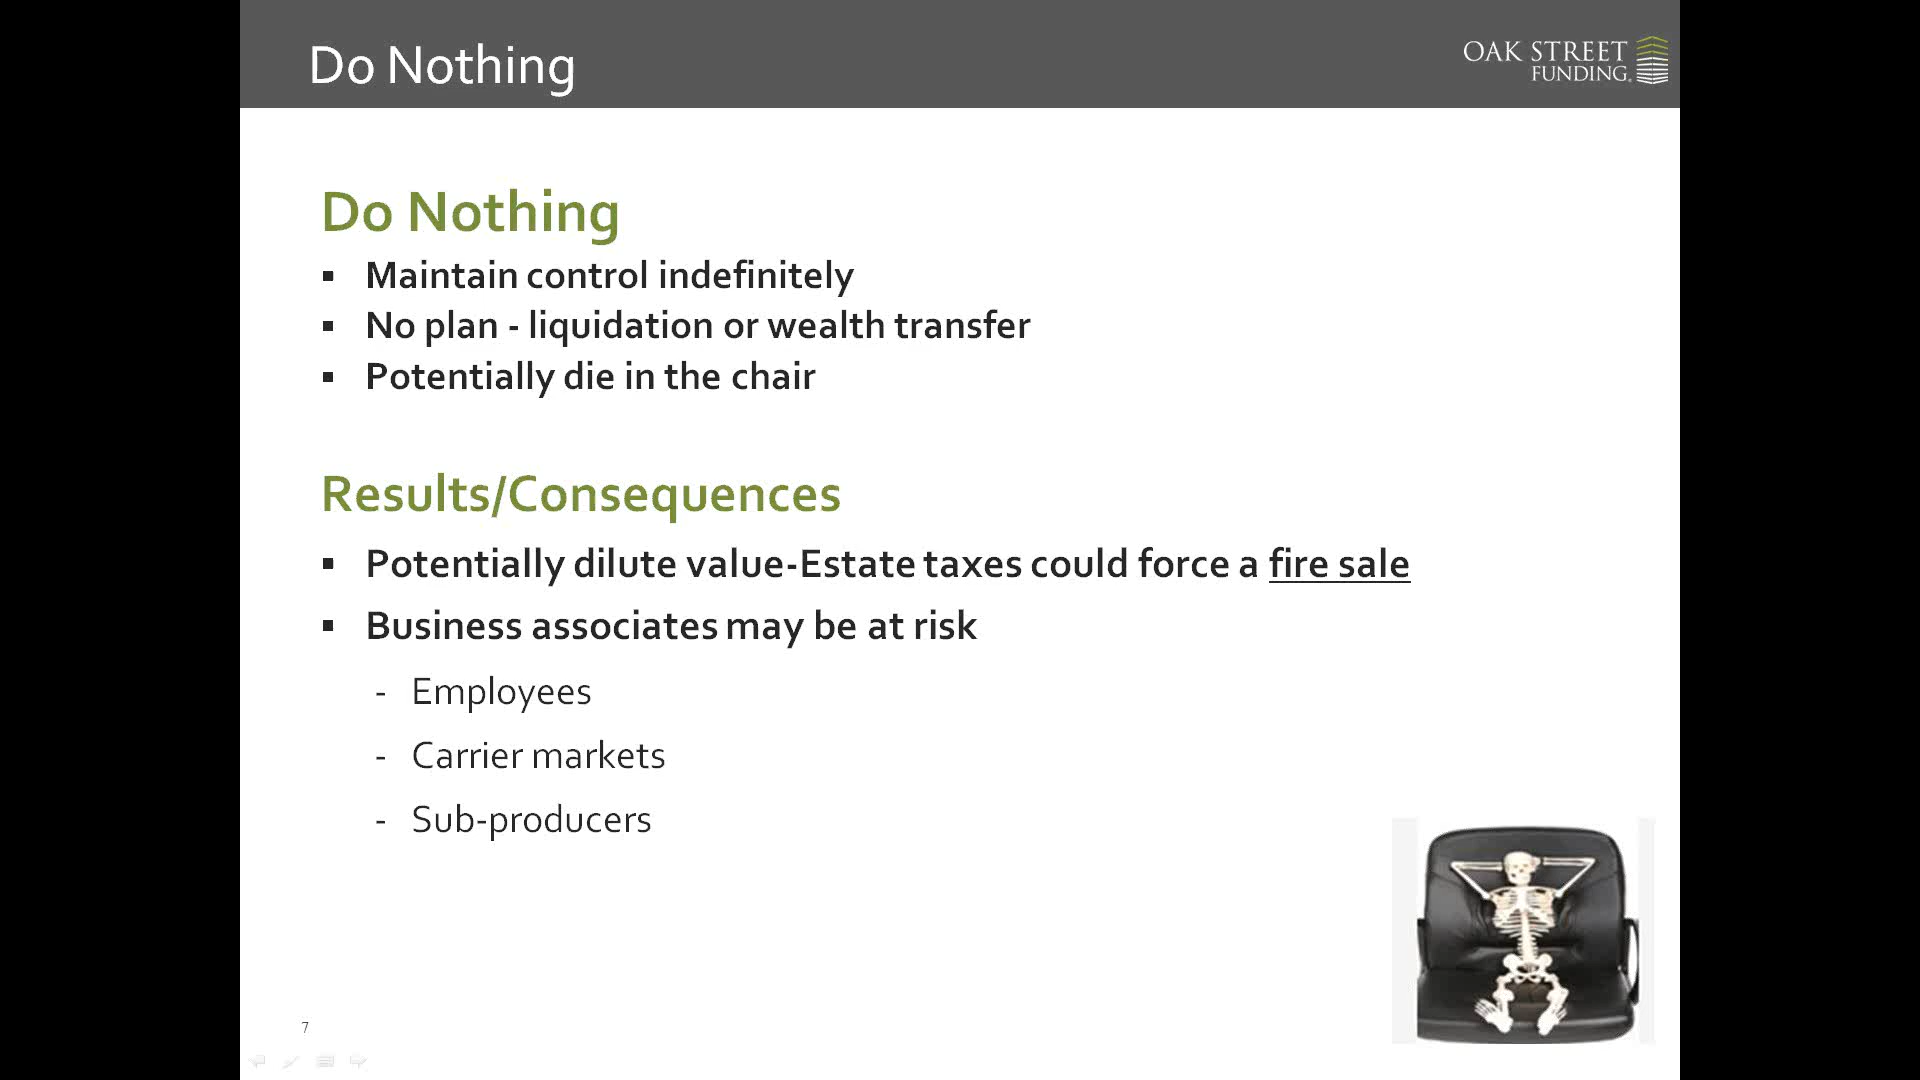 Do Nothing
OAK STREET
FUNDING®
Do Nothing
▪ Maintain control indefinitely
▪ No plan - liquidation or wealth transfer
▪ Potentially die in the chair
Results/Consequences
▪ Potentially dilute value-Estate taxes could force a fire sale
▪ Business associates may be at risk
- Employees
- Carrier markets
- Sub-producers
7